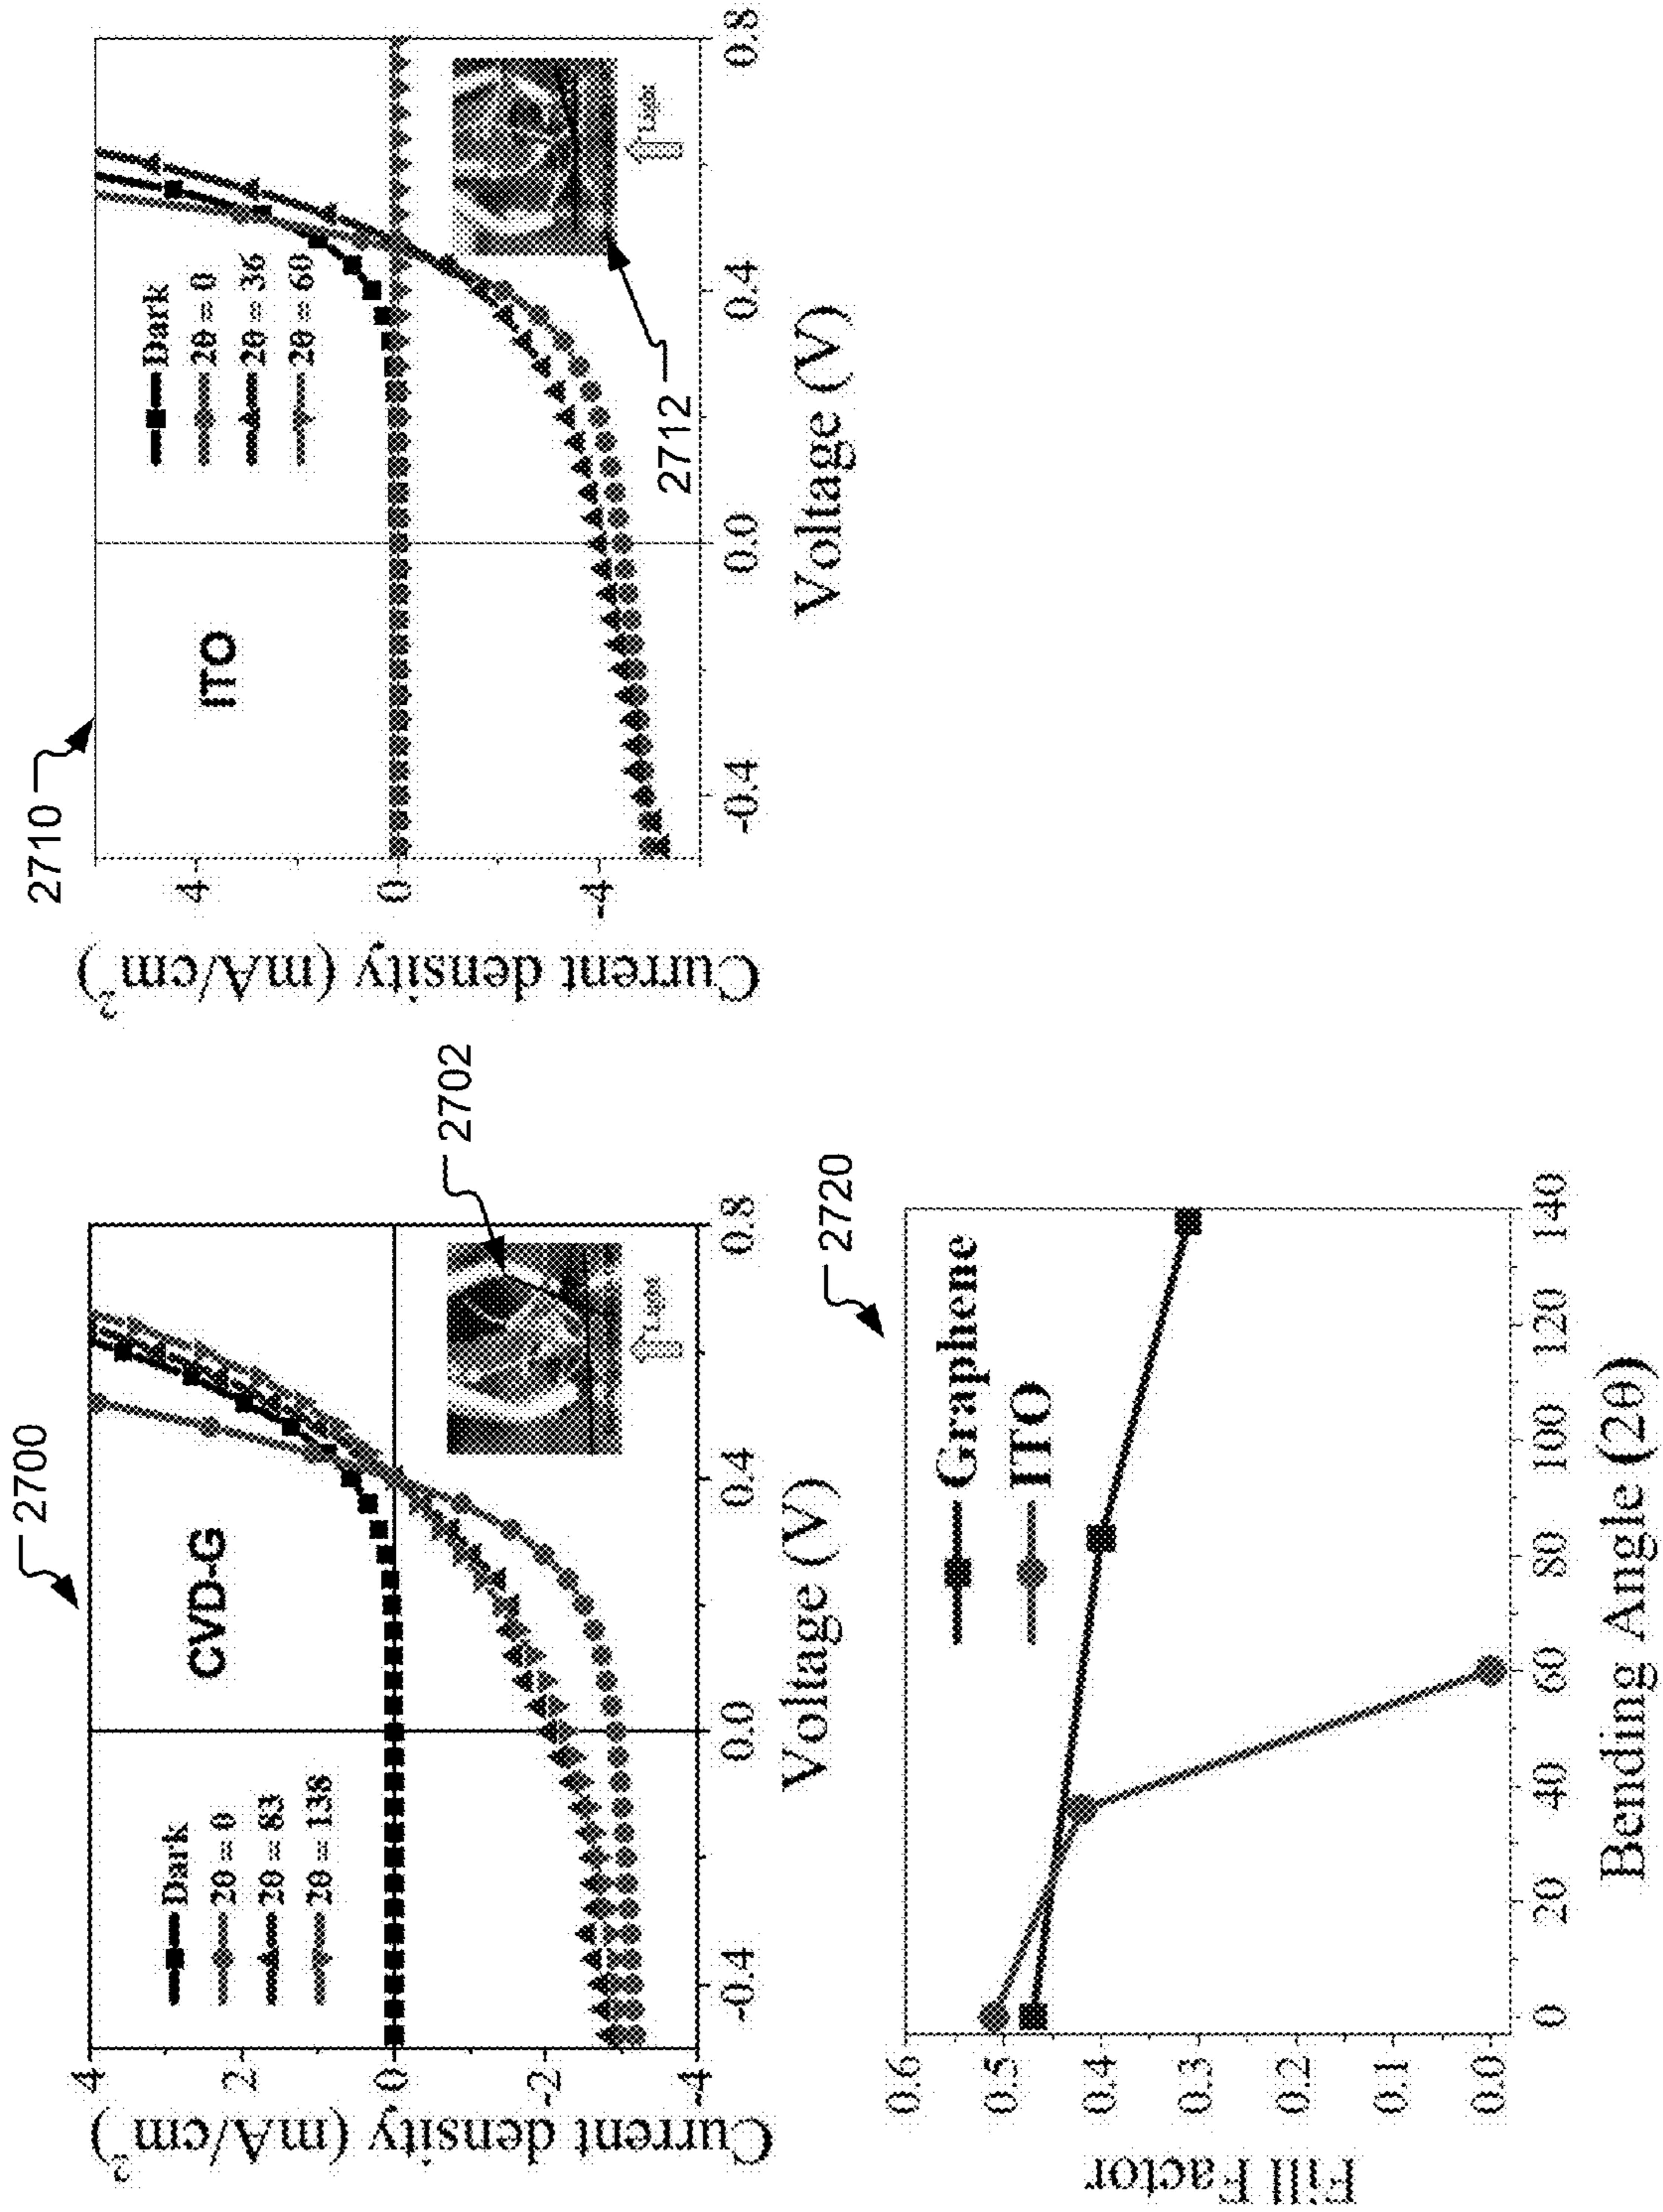 2700
4
2
0
-2
-4
Current density (mA/cm²)
Dark
2θ = 0
2θ = 83
2θ = 138
CVD-G
2702
Light
-0.4
0.0
0.4
0.8
Voltage (V)
2710
4
0
-4
Current density (mA/cm²)
ITO
Dark
2θ = 0
2θ = 36
2θ = 60
2712
Light
-0.4
0.0
0.4
0.8
Voltage (V)
2720
0.6
0.5
0.4
0.3
0.2
0.1
0.0
Fill Factor
Graphene
ITO
0
20
40
60
80
100
120
140
Bending Angle (2θ)